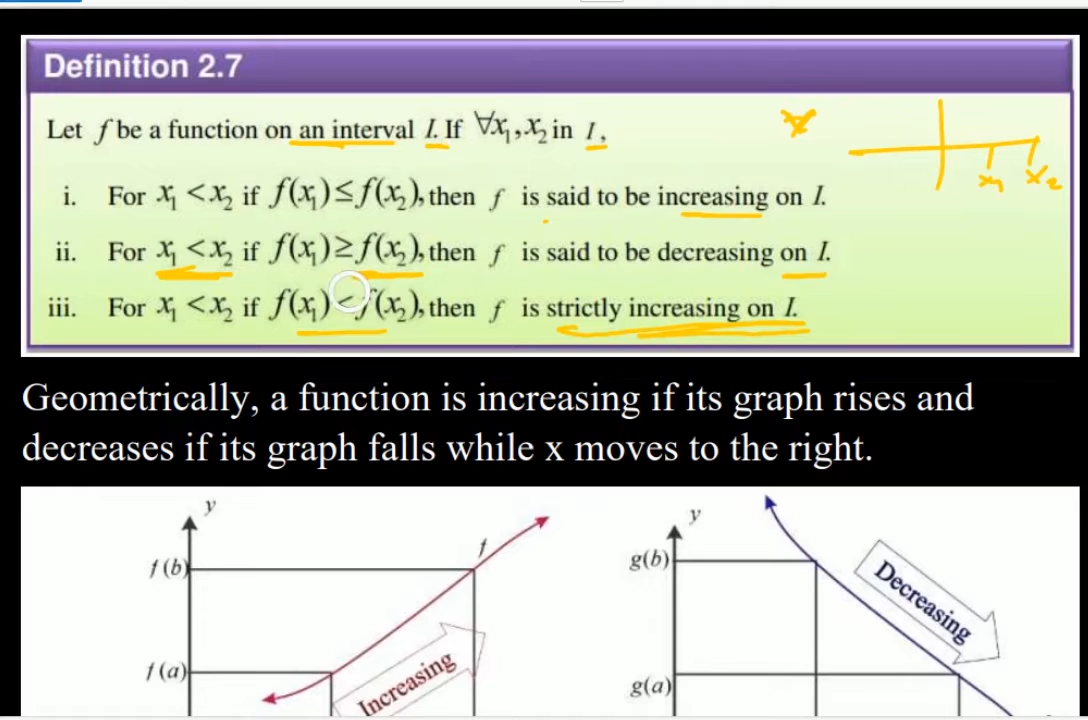 Definition 2.7
Let f be a function on an interval I. If ∀x₁, x₂ in I,
i. For x₁ < x₂ if f(x₁) ≤ f(x₂), then f is said to be increasing on I.
ii. For x₁ < x₂ if f(x₁) ≥ f(x₂), then f is said to be decreasing on I.
iii. For x₁ < x₂ if f(x₁) < f(x₂), then f is strictly increasing on I.
∀
x₁ x₂
Geometrically, a function is increasing if its graph rises and
decreases if its graph falls while x moves to the right.
y
f
f(b)
f(a)
Increasing
y
g(b)
g(a)
Decreasing